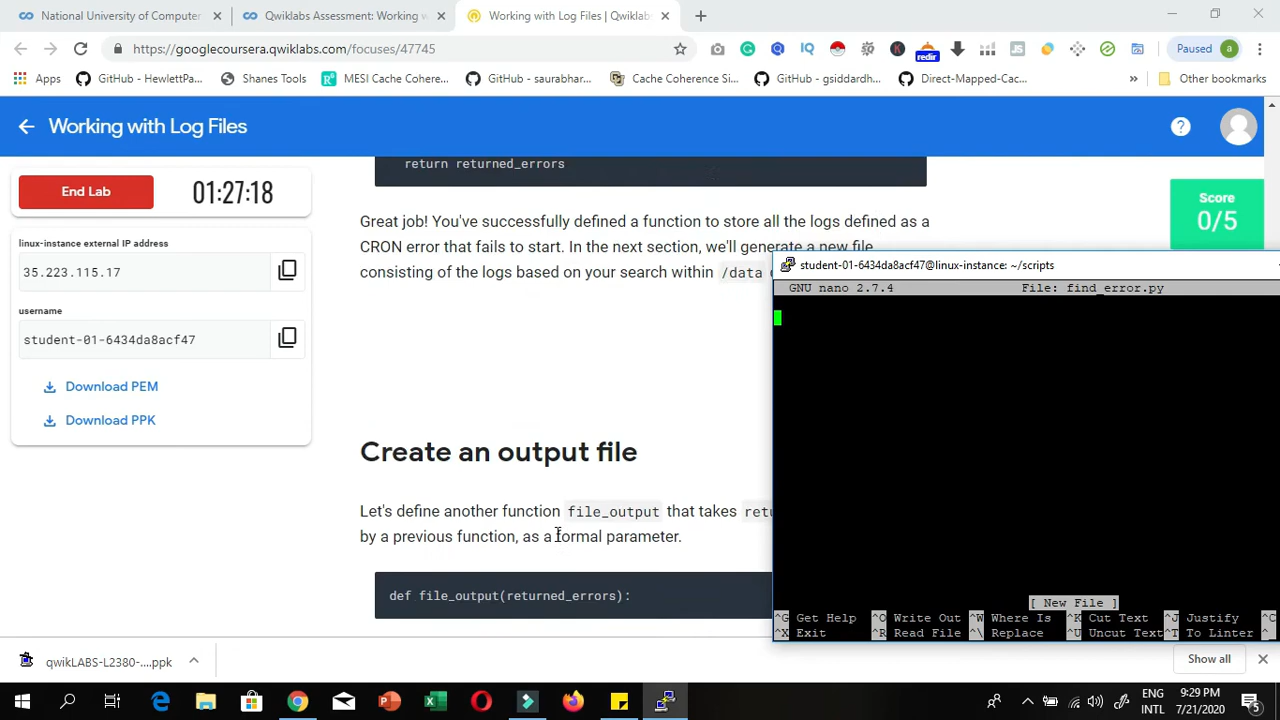 National University of Computer
Qwiklabs Assessment: Working w
Working with Log Files | Qwiklabs
https://googlecoursera.qwiklabs.com/focuses/47745
Paused
a
Apps
GitHub - HewlettPa...
Shanes Tools
MESI Cache Cohere...
GitHub - saurabhar...
Cache Coherence Si...
GitHub - gsiddardh...
Direct-Mapped-Cac...
Other bookmarks
redir
Working with Log Files
End Lab
01:27:18
linux-instance external IP address
35.223.115.17
username
student-01-6434da8acf47
Download PEM
Download PPK
return returned_errors
Great job! You've successfully defined a function to store all the logs defined as a
CRON error that fails to start. In the next section, we'll generate a new file
consisting of the logs based on your search within /data
Score
0/5
Create an output file
Let's define another function file_output that takes retu
by a previous function, as a formal parameter.
def file_output(returned_errors):
student-01-6434da8acf47@linux-instance: ~/scripts
GNU nano 2.7.4 File: find_error.py
[ New File ]
^G Get Help ^O Write Out ^W Where Is ^K Cut Text ^J Justify ^C
^X Exit ^R Read File ^\ Replace ^U Uncut Text ^T To Linter
qwikLABS-L2380-....ppk
Show all
ENG
INTL
9:29 PM
7/21/2020
5